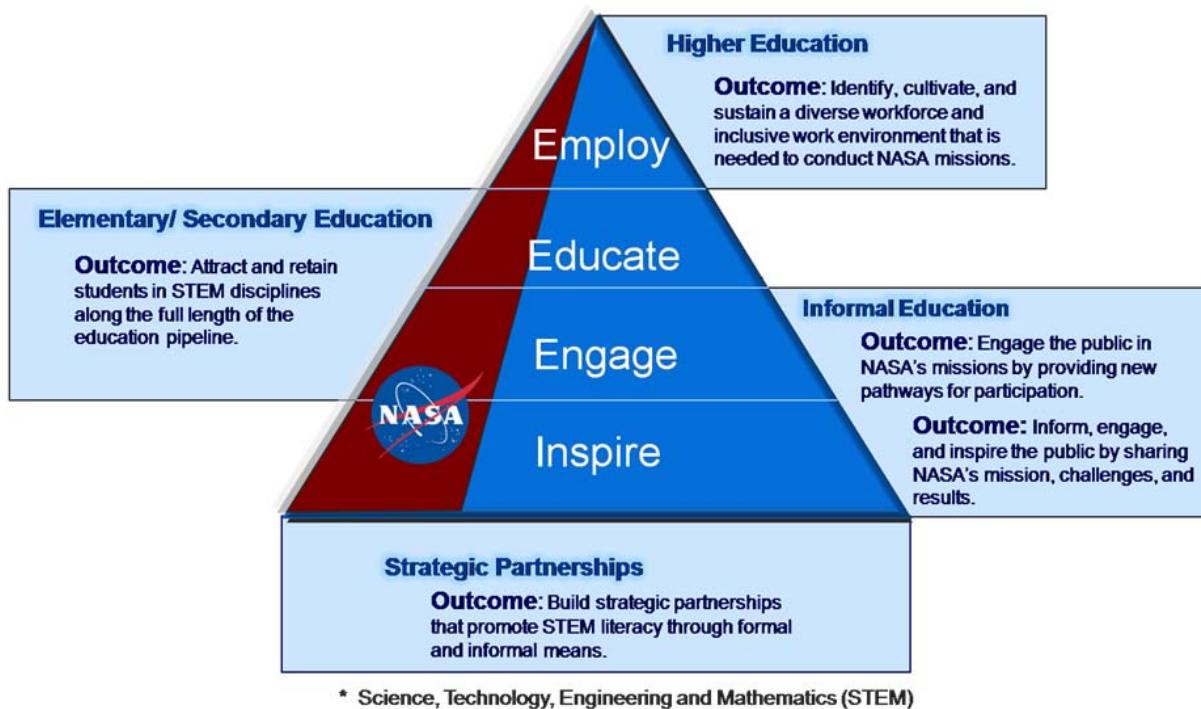 Higher Education
Outcome: Identify, cultivate, and
sustain a diverse workforce and
inclusive work environment that is
needed to conduct NASA missions.
Employ
Elementary/ Secondary Education
Outcome: Attract and retain
students in STEM disciplines
along the full length of the
education pipeline.
Educate
Informal Education
Outcome: Engage the public in
NASA's missions by providing new
pathways for participation.
Outcome: Inform, engage,
and inspire the public by sharing
NASA's mission, challenges, and
results.
Engage
NASA
Inspire
Strategic Partnerships
Outcome: Build strategic partnerships
that promote STEM literacy through formal
and informal means.
* Science, Technology, Engineering and Mathematics (STEM)